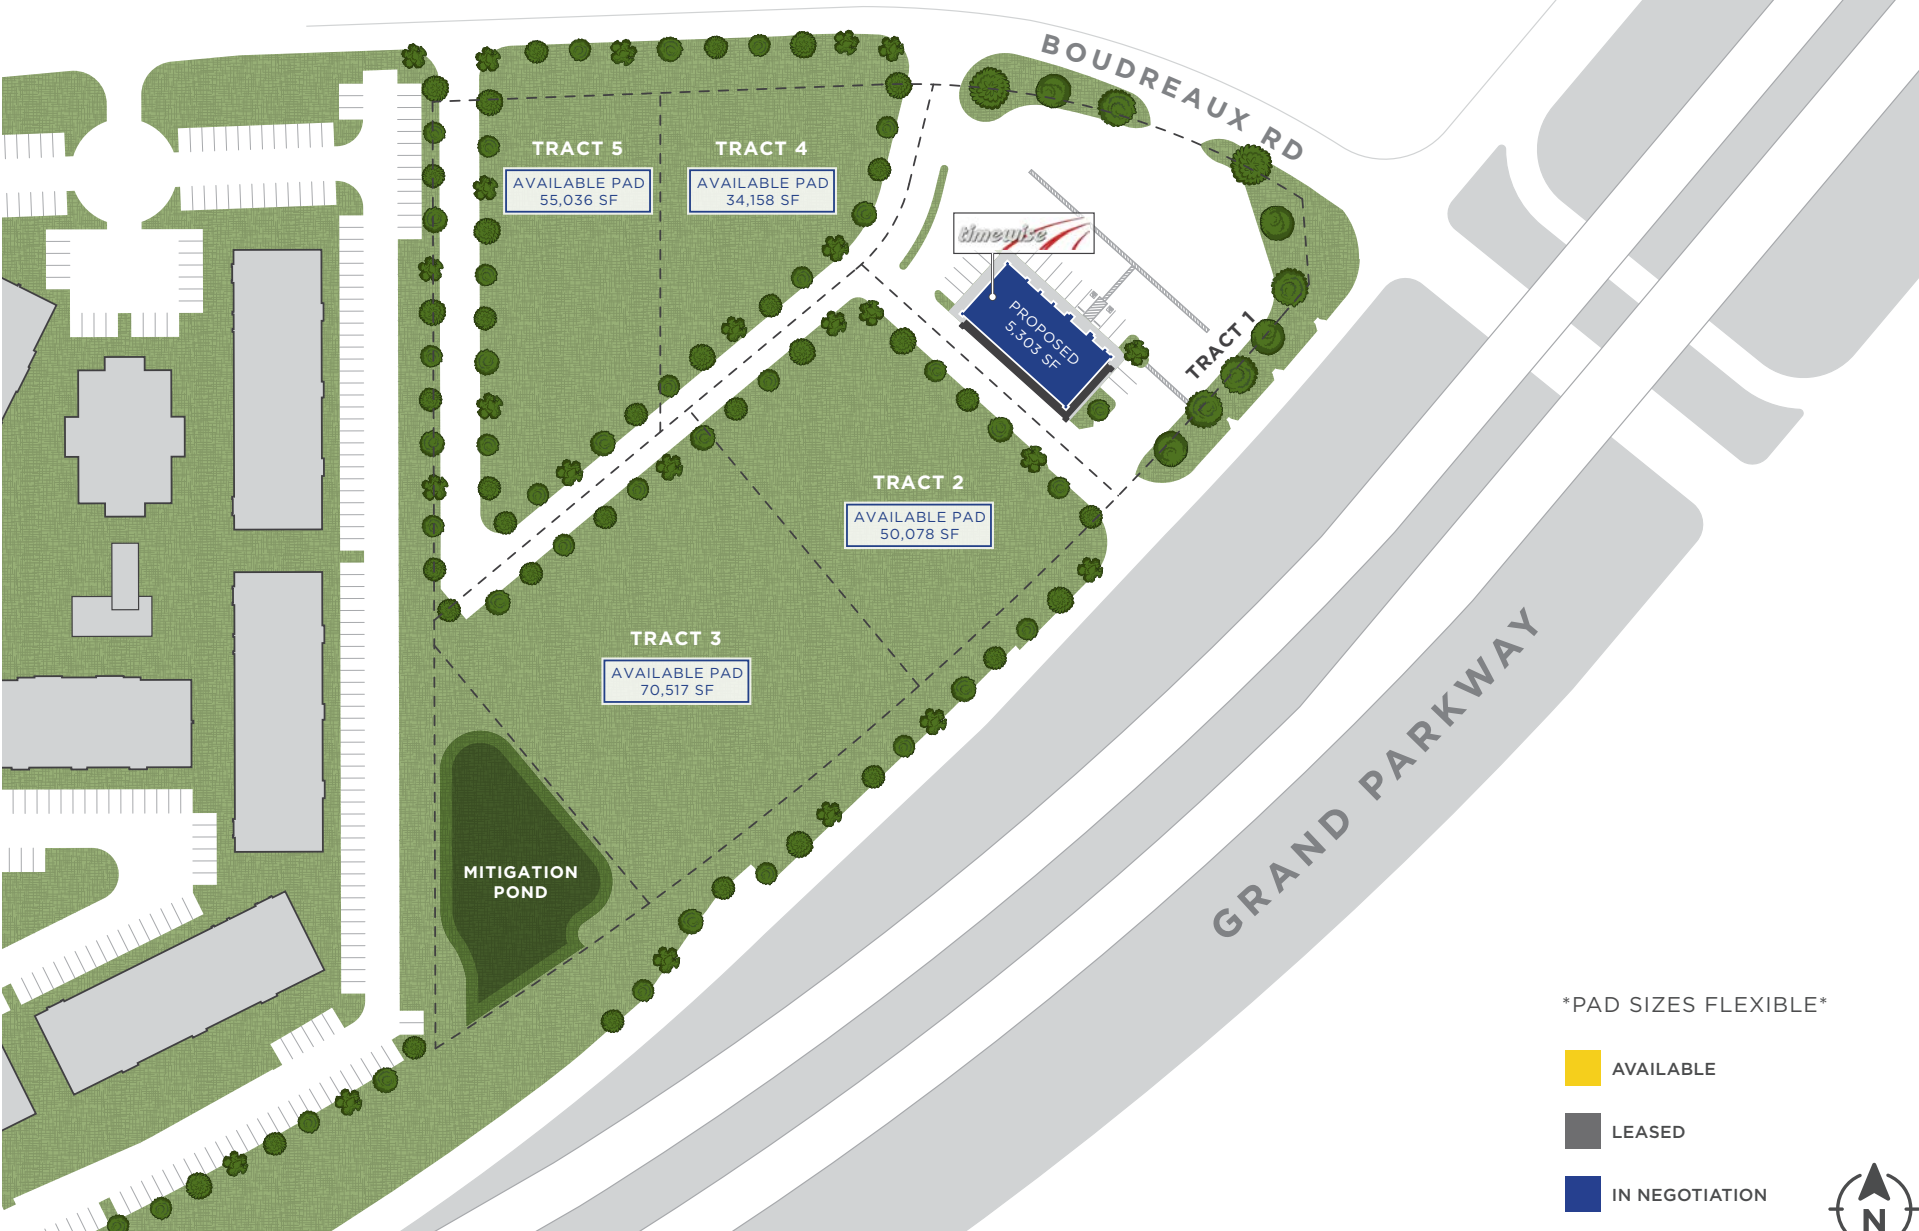 BOUDREAUX RD
TRACT 5
AVAILABLE PAD
55,036 SF
TRACT 4
AVAILABLE PAD
34,158 SF
timewise
PROPOSED
5,303 SF
TRACT 1
TRACT 2
AVAILABLE PAD
50,078 SF
TRACT 3
AVAILABLE PAD
70,517 SF
MITIGATION
POND
GRAND PARKWAY
*PAD SIZES FLEXIBLE*
AVAILABLE
LEASED
IN NEGOTIATION
N